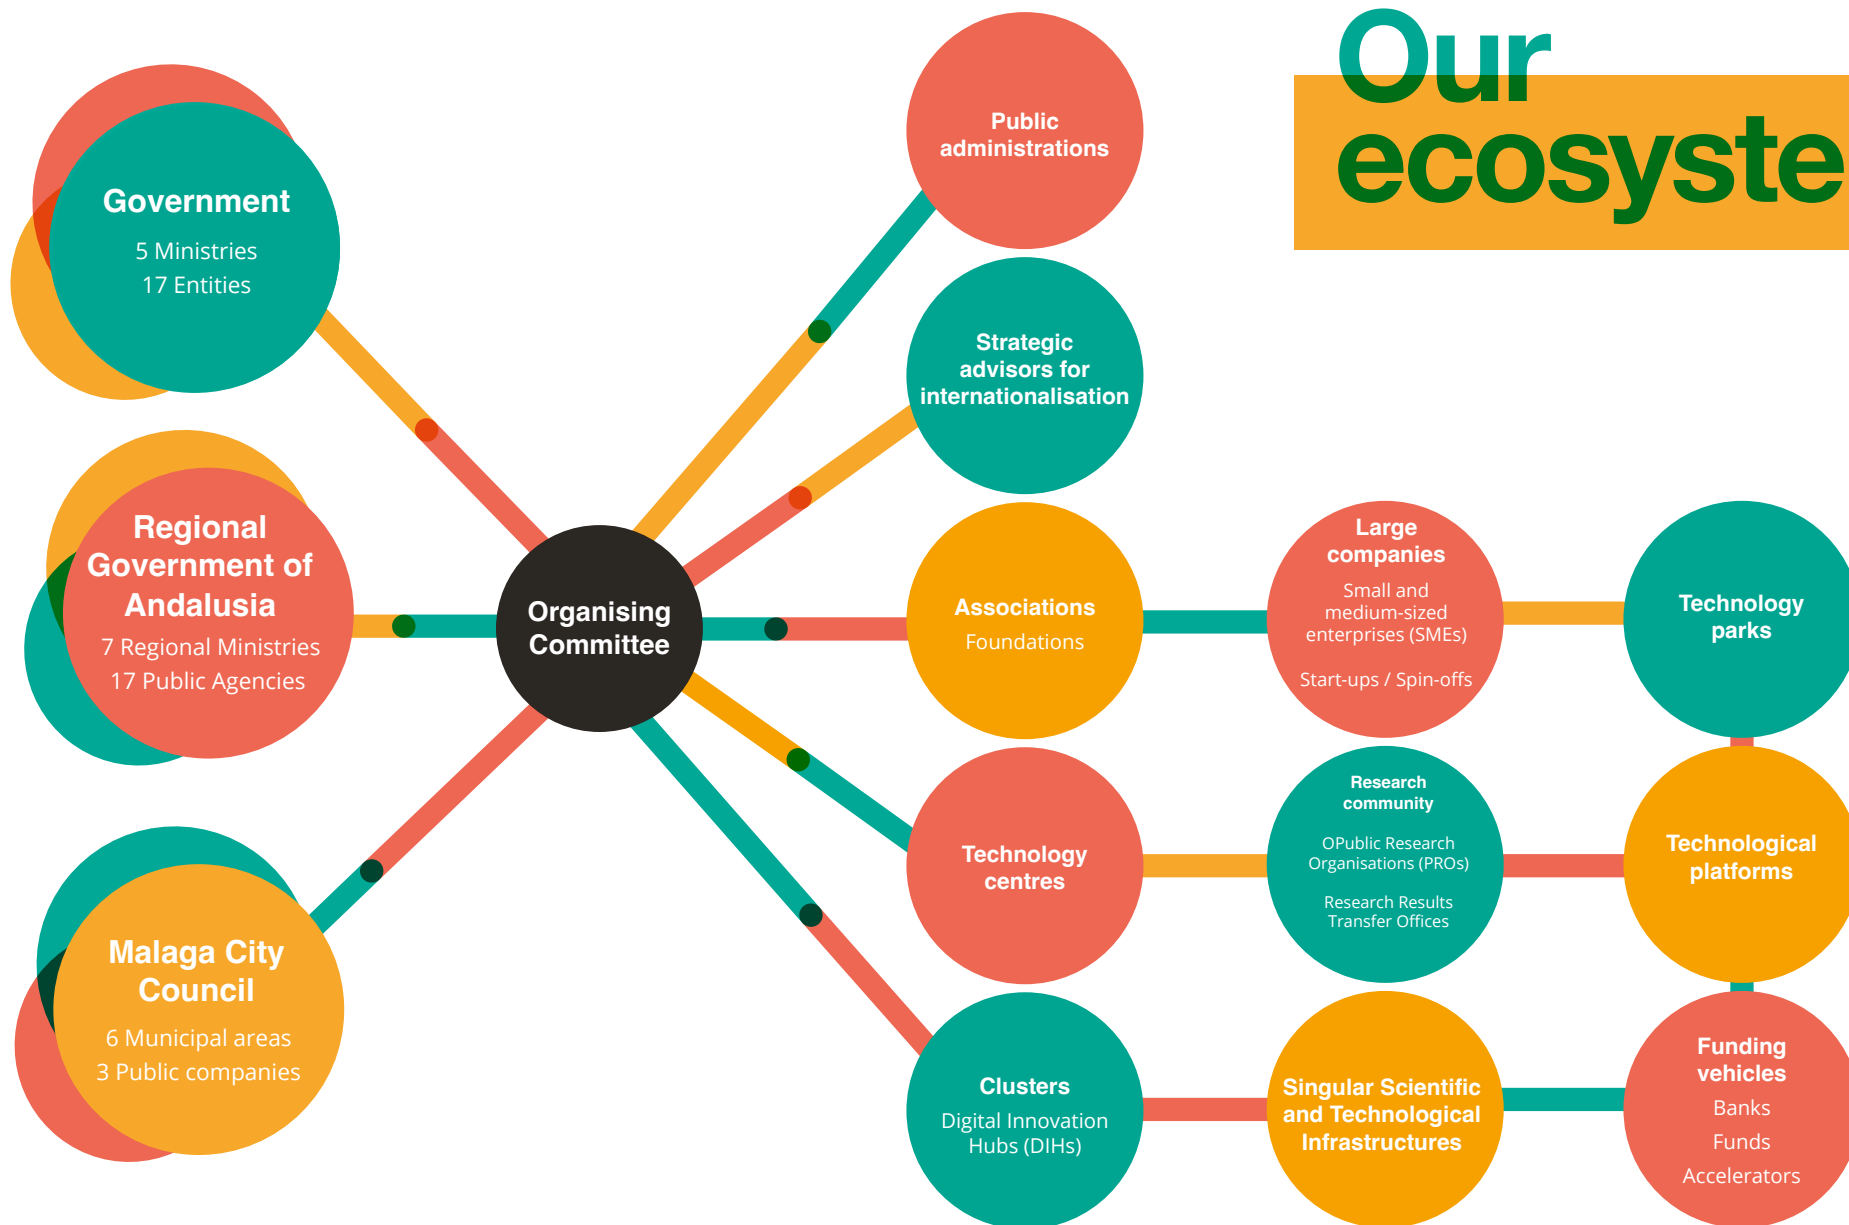 Our
ecosyste
Government
5 Ministries
17 Entities
Regional
Government of
Andalusia
7 Regional Ministries
17 Public Agencies
Malaga City
Council
6 Municipal areas
3 Public companies
Organising
Committee
Public
administrations
Strategic
advisors for
internationalisation
Associations
Foundations
Large
companies
Small and
medium-sized
enterprises (SMEs)
Start-ups / Spin-offs
Technology
parks
Technology
centres
Research
community
OPublic Research
Organisations (PROs)
Research Results
Transfer Offices
Technological
platforms
Clusters
Digital Innovation
Hubs (DIHs)
Singular Scientific
and Technological
Infrastructures
Funding
vehicles
Banks
Funds
Accelerators